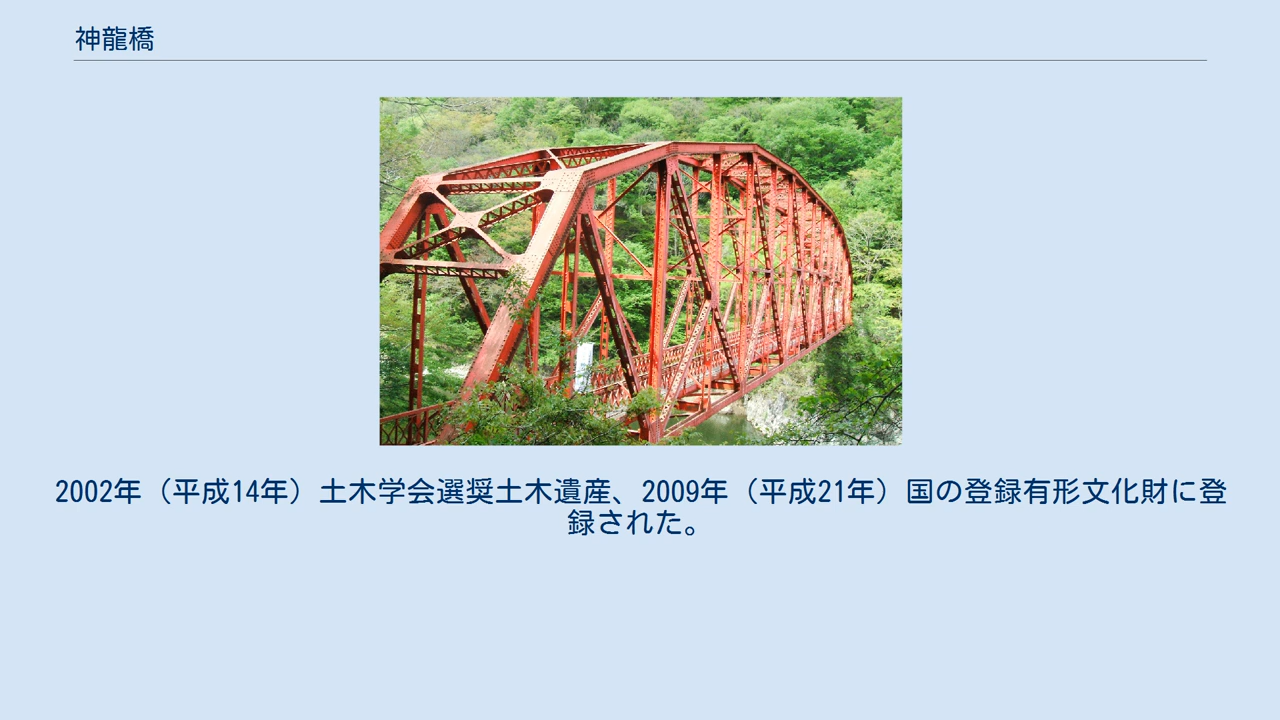 神龍橋
2002年（平成14年）土木学会選奨土木遺産、2009年（平成21年）国の登録有形文化財に登
録された。